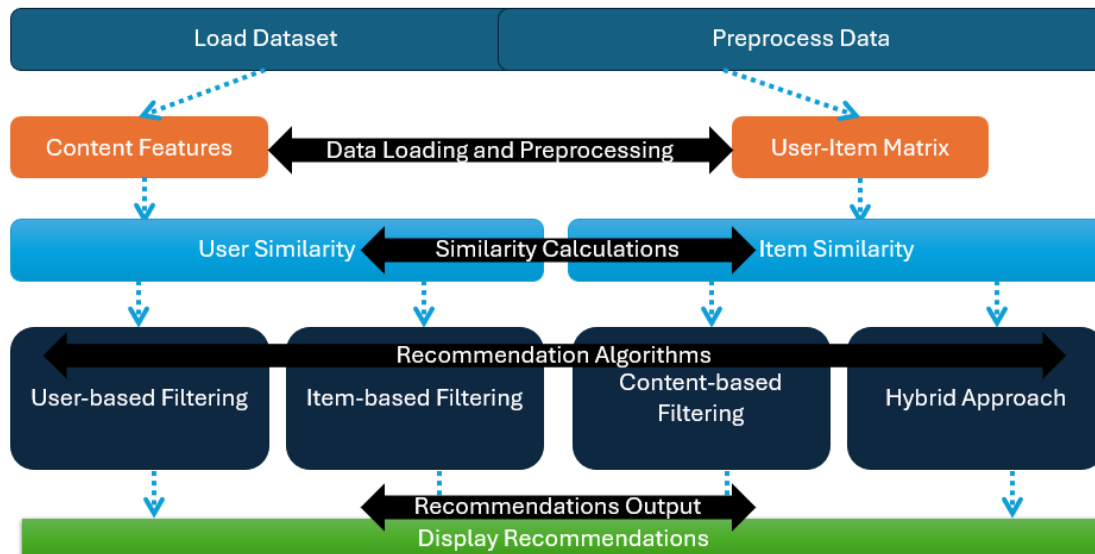 Load Dataset
Preprocess Data
Content Features
Data Loading and Preprocessing
User-Item Matrix
User Similarity
Similarity Calculations
Item Similarity
Recommendation Algorithms
User-based Filtering
Item-based Filtering
Content-based
Filtering
Hybrid Approach
Recommendations Output
Display Recommendations